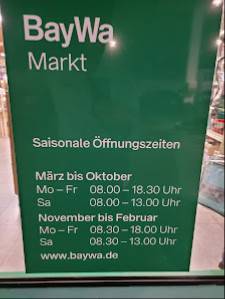 BayWa
Markt
Saisonale Öffnungszeiten
März bis Oktober
Mo – Fr 08.00 – 18.30 Uhr
Sa 08.00 – 13.00 Uhr
November bis Februar
Mo – Fr 08.30 – 18.00 Uhr
Sa 08.30 – 13.00 Uhr
www.baywa.de